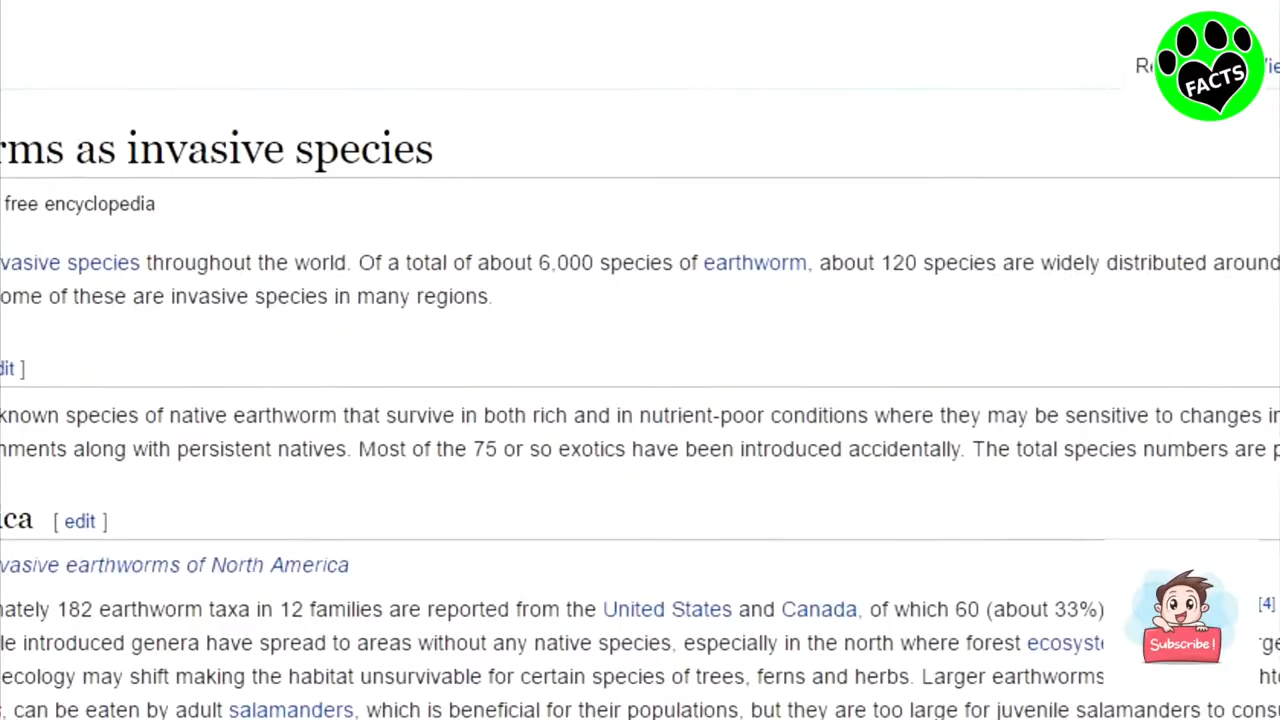 FACTS
rms as invasive species
free encyclopedia
vasive species throughout the world. Of a total of about 6,000 species of earthworm, about 120 species are widely distributed around
ome of these are invasive species in many regions.
dit ]
known species of native earthworm that survive in both rich and in nutrient-poor conditions where they may be sensitive to changes in
nments along with persistent natives. Most of the 75 or so exotics have been introduced accidentally. The total species numbers are p
ica [ edit ]
vasive earthworms of North America
nately 182 earthworm taxa in 12 families are reported from the United States and Canada, of which 60 (about 33%) [4]
le introduced genera have spread to areas without any native species, especially in the north where forest ecosyste
ecology may shift making the habitat unsurvivable for certain species of trees, ferns and herbs. Larger earthworms
, can be eaten by adult salamanders, which is beneficial for their populations, but they are too large for juvenile salamanders to cons
Subscribe!